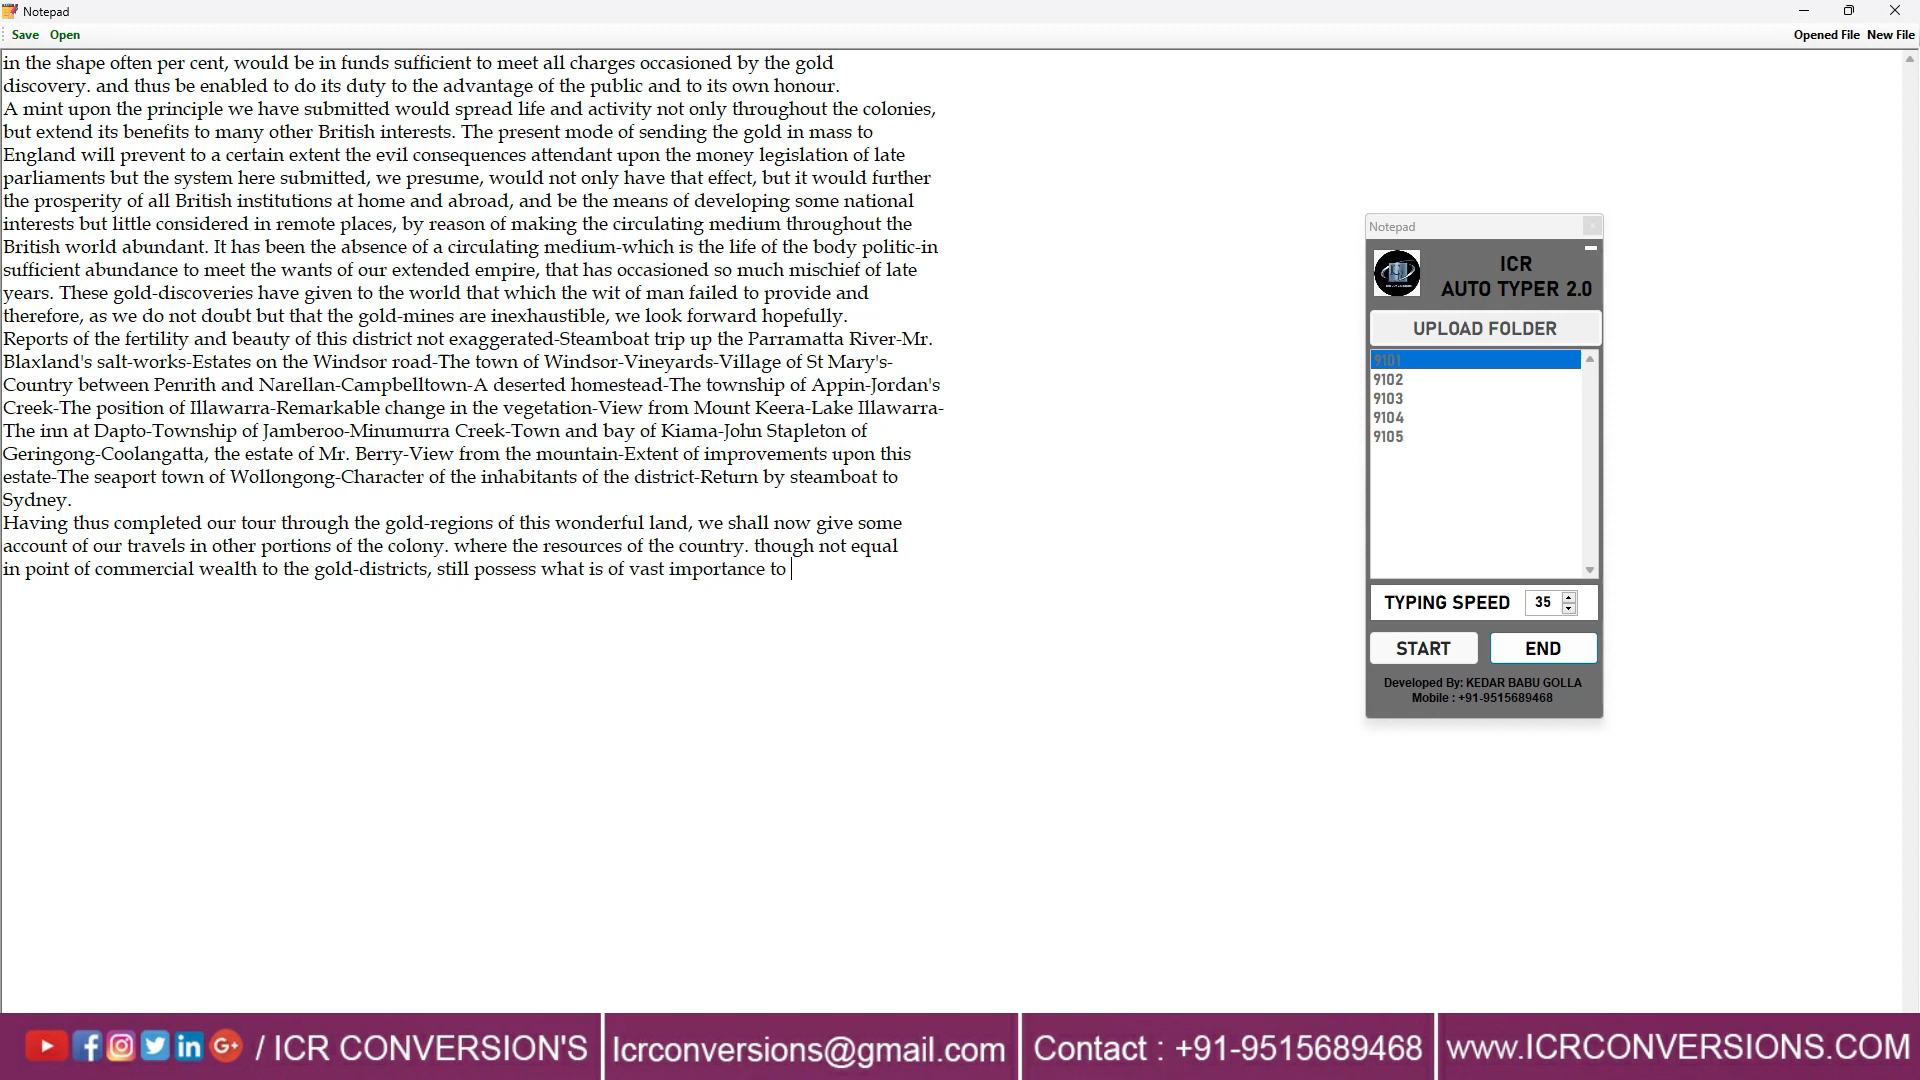 Notepad
Save Open
Opened File New File
in the shape often per cent, would be in funds sufficient to meet all charges occasioned by the gold
discovery. and thus be enabled to do its duty to the advantage of the public and to its own honour.
A mint upon the principle we have submitted would spread life and activity not only throughout the colonies,
but extend its benefits to many other British interests. The present mode of sending the gold in mass to
England will prevent to a certain extent the evil consequences attendant upon the money legislation of late
parliaments but the system here submitted, we presume, would not only have that effect, but it would further
the prosperity of all British institutions at home and abroad, and be the means of developing some national
interests but little considered in remote places, by reason of making the circulating medium throughout the
British world abundant. It has been the absence of a circulating medium-which is the life of the body politic-in
sufficient abundance to meet the wants of our extended empire, that has occasioned so much mischief of late
years. These gold-discoveries have given to the world that which the wit of man failed to provide and
therefore, as we do not doubt but that the gold-mines are inexhaustible, we look forward hopefully.
Reports of the fertility and beauty of this district not exaggerated-Steamboat trip up the Parramatta River-Mr.
Blaxland's salt-works-Estates on the Windsor road-The town of Windsor-Vineyards-Village of St Mary's-
Country between Penrith and Narellan-Campbelltown-A deserted homestead-The township of Appin-Jordan's
Creek-The position of Illawarra-Remarkable change in the vegetation-View from Mount Keera-Lake Illawarra-
The inn at Dapto-Township of Jamberoo-Minumurra Creek-Town and bay of Kiama-John Stapleton of
Geringong-Coolangatta, the estate of Mr. Berry-View from the mountain-Extent of improvements upon this
estate-The seaport town of Wollongong-Character of the inhabitants of the district-Return by steamboat to
Sydney.
Having thus completed our tour through the gold-regions of this wonderful land, we shall now give some
account of our travels in other portions of the colony. where the resources of the country. though not equal
in point of commercial wealth to the gold-districts, still possess what is of vast importance to
Notepad
ICR
AUTO TYPER 2.0
UPLOAD FOLDER
9101
9102
9103
9104
9105
TYPING SPEED 35
START END
Developed By: KEDAR BABU GOLLA
Mobile : +91-9515689468
/ ICR CONVERSION'S
Icrconversions@gmail.com
Contact : +91-9515689468
www.ICRCONVERSIONS.COM